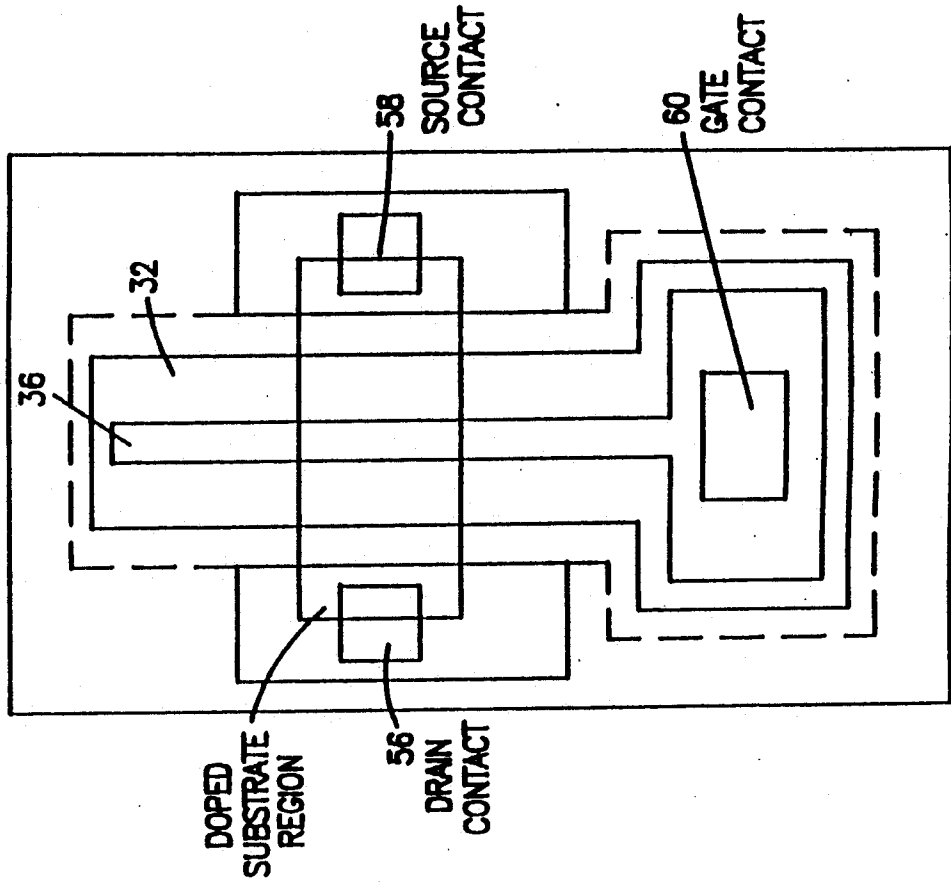 36
32
58
SOURCE
CONTACT
60
GATE
CONTACT
DOPED
SUBSTRATE
REGION
56
DRAIN
CONTACT